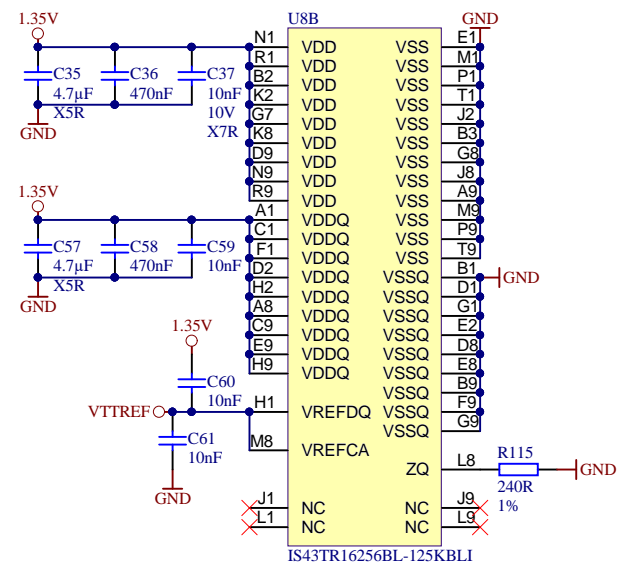 1.35V U8B GND
N1 VDD VSS E1
R1 VDD VSS M1
B2 VDD VSS P1
K2 VDD VSS T1
G7 VDD VSS J2
K8 VDD VSS B3
D9 VDD VSS G8
N9 VDD VSS J8
R9 VDD VSS A9
A1 VDDQ VSS M9
C1 VDDQ VSS P9
F1 VDDQ VSS T9
D2 VDDQ VSSQ B1 GND
H2 VDDQ VSSQ D1
A8 VDDQ VSSQ G1
C9 VDDQ VSSQ E2
E9 VDDQ VSSQ D8
H9 VDDQ VSSQ E8
VSSQ B9
H1 VREFDQ VSSQ F9
VSSQ G9
M8 VREFCA
ZQ L8 R115 GND
240R
1%
J1 NC NC J9
L1 NC NC L9
IS43TR16256BL-125KBLI
C35 C36 C37
4.7µF 470nF 10nF
X5R 10V
X7R
GND
1.35V
C57 C58 C59
4.7µF 470nF 10nF
X5R
GND
1.35V
C60
10nF
VTTREF
C61
10nF
GND